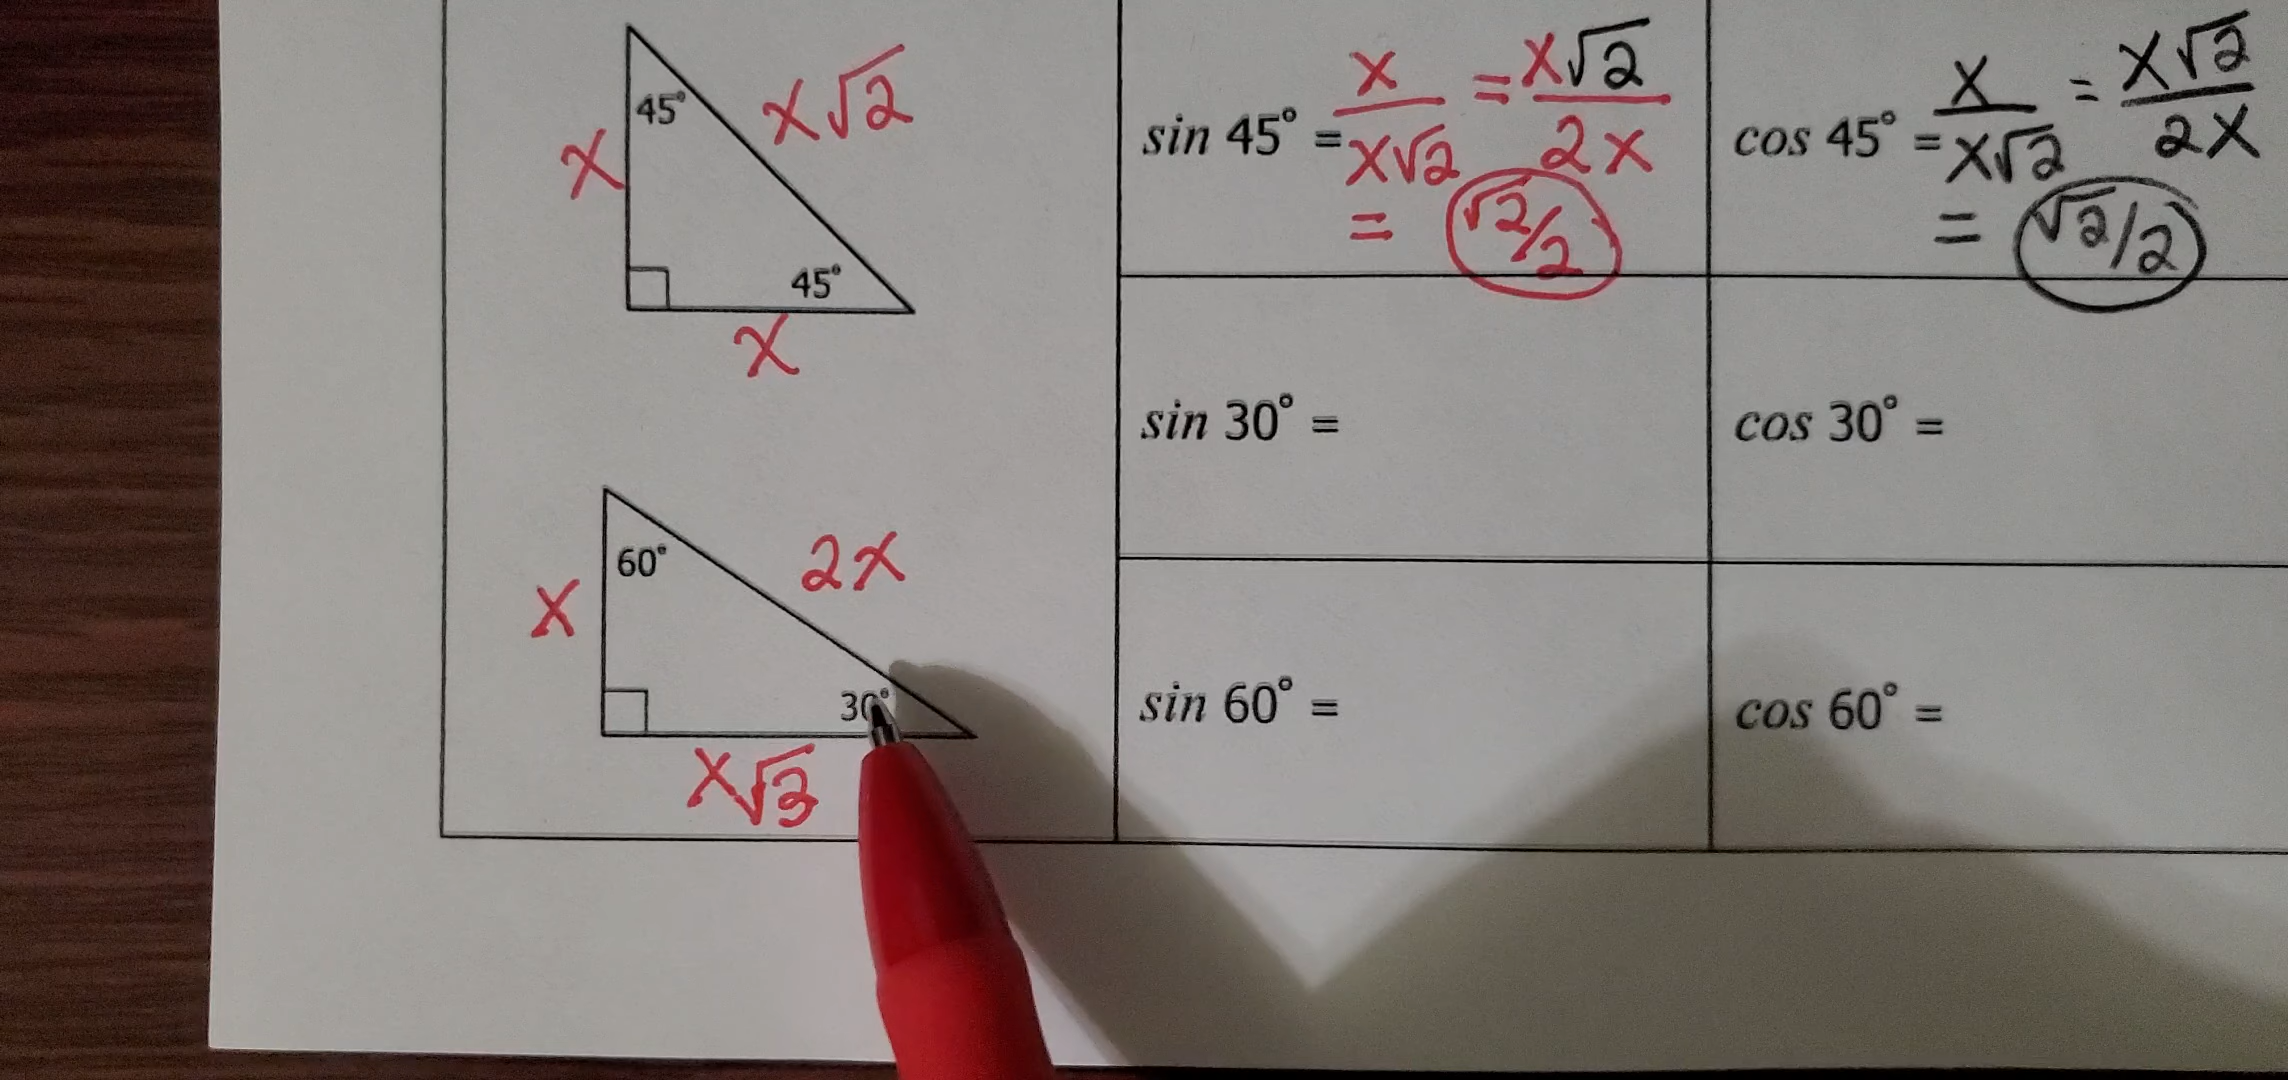 45°
x
x√2
45°
x
sin 45° = x/x√2 = x√2/2x
= √2/2
cos 45° = x/x√2 = x√2/2x
= √2/2
sin 30° =
cos 30° =
60°
x
2x
30°
x√3
sin 60° =
cos 60° =